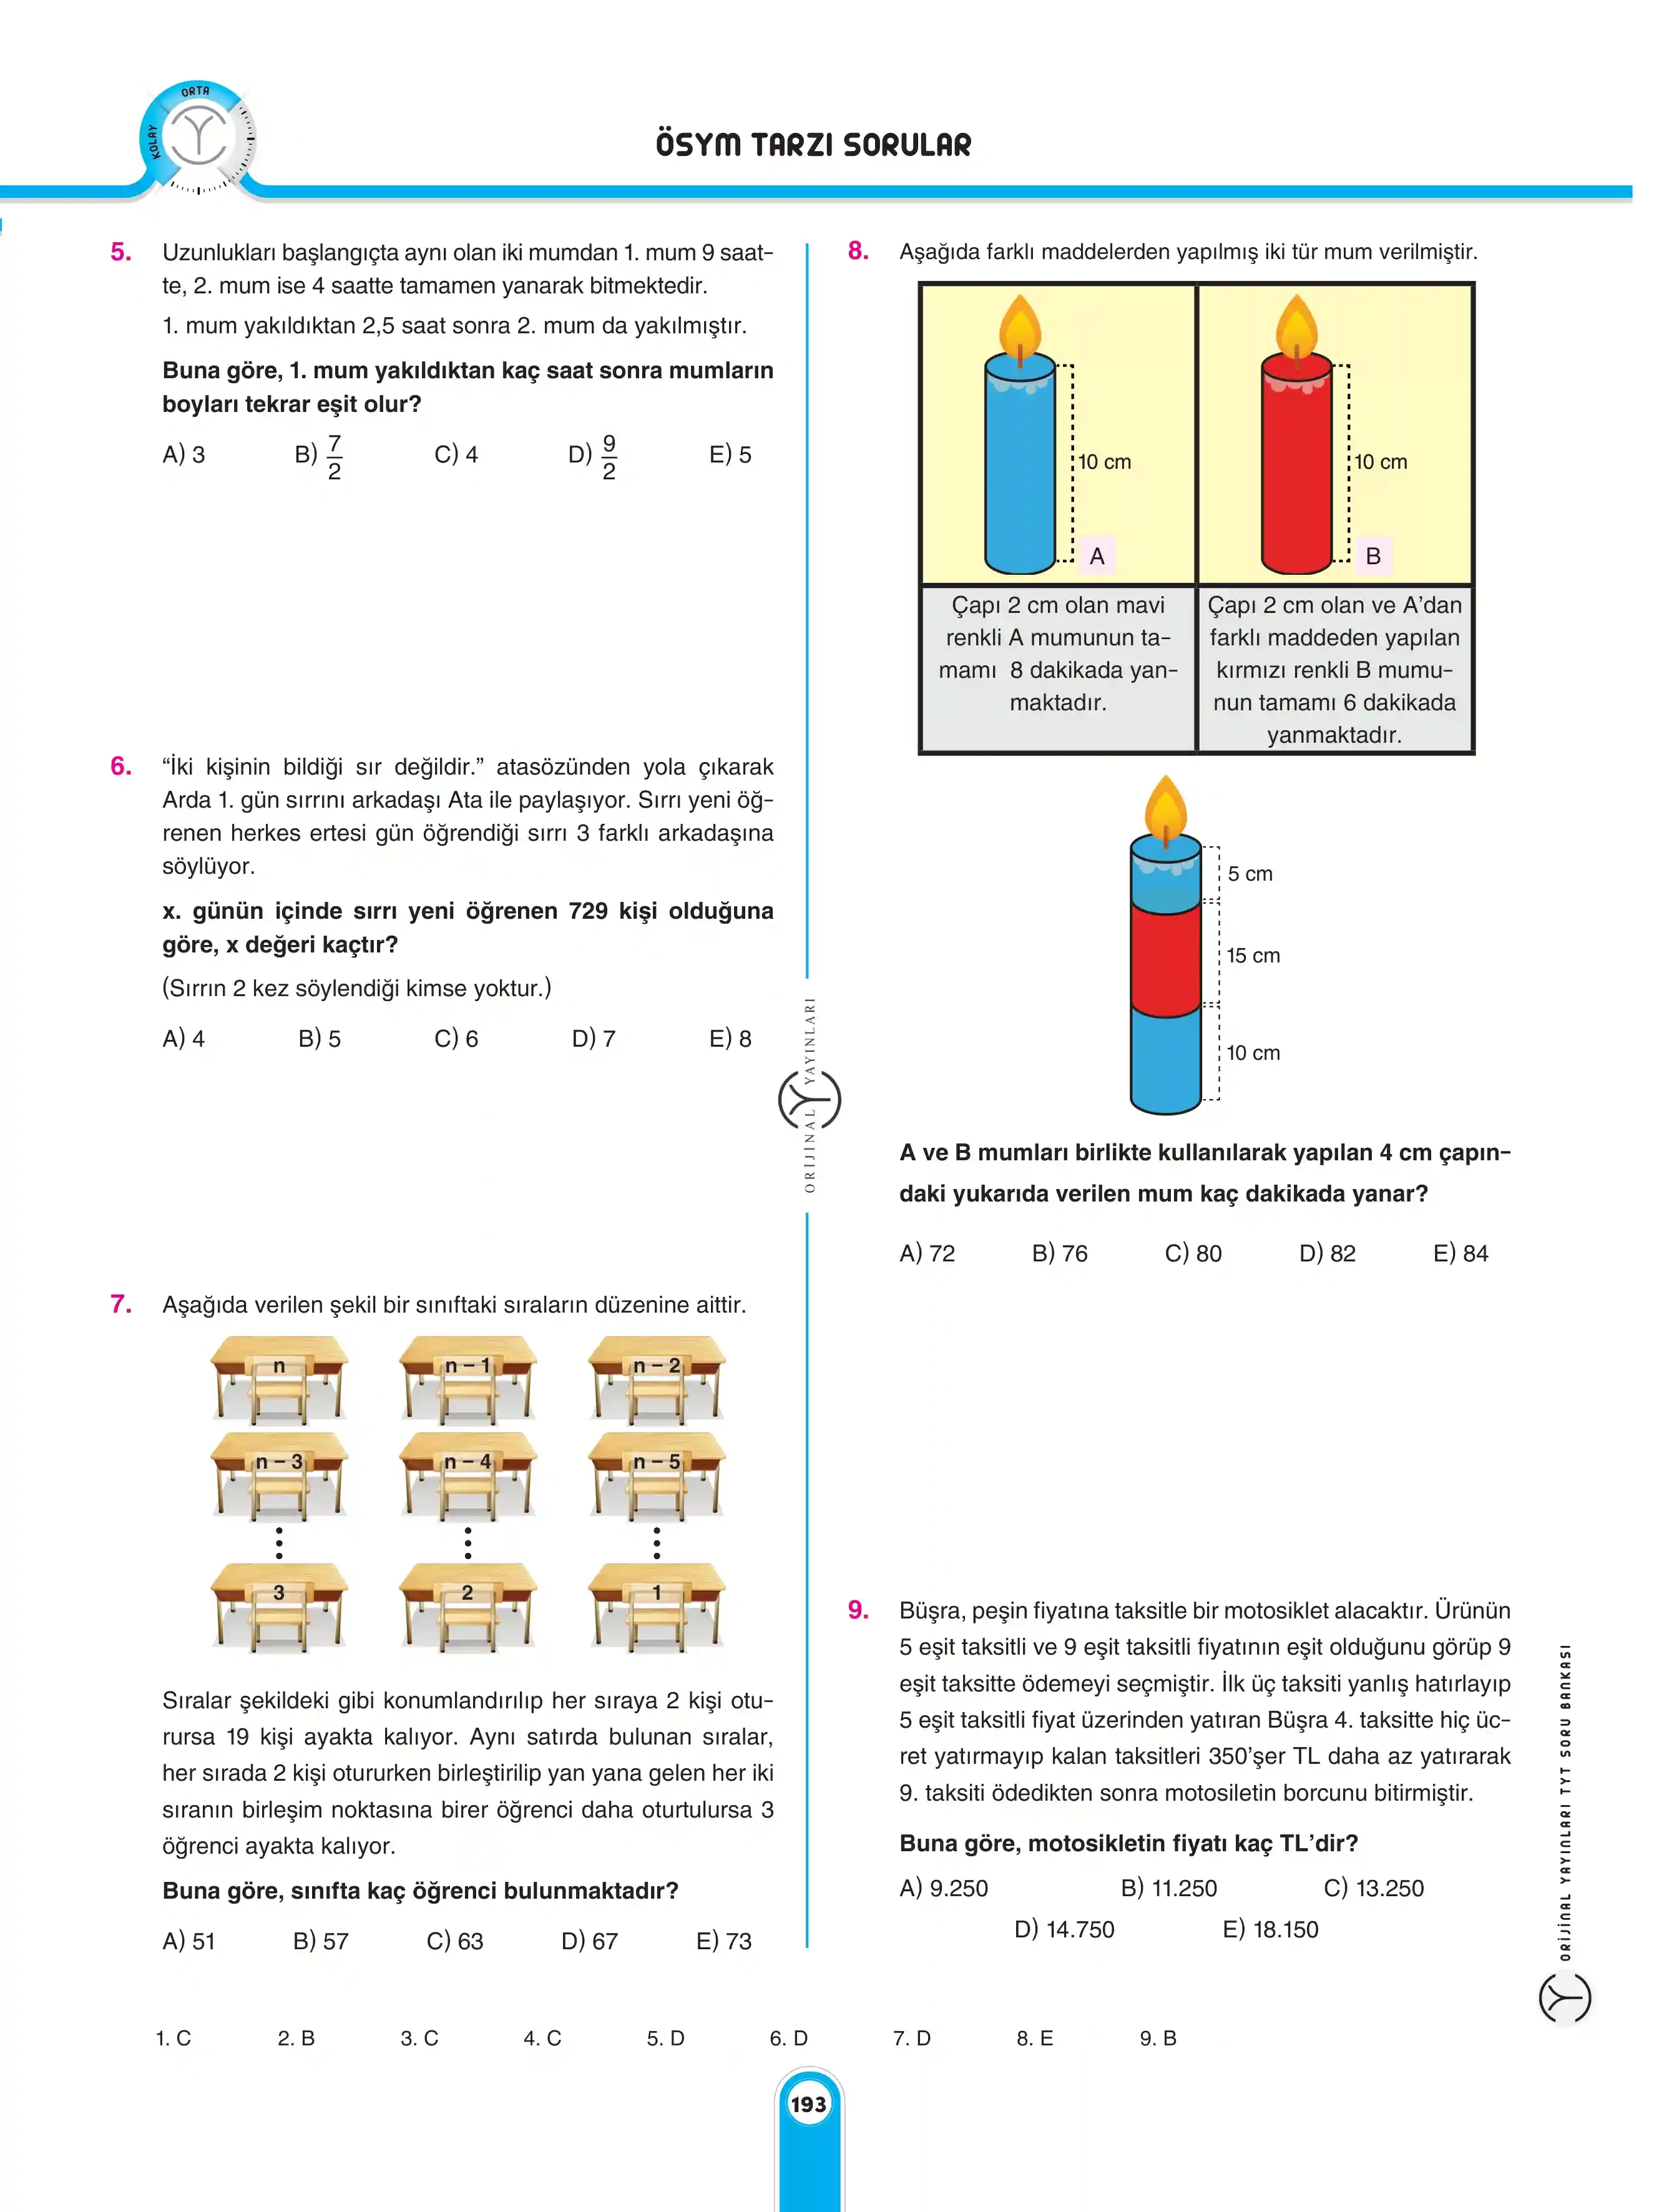 KOLAY
ORTA
ÖSYM TARZI SORULAR
5. Uzunlukları başlangıçta aynı olan iki mumdan 1. mum 9 saat-
te, 2. mum ise 4 saatte tamamen yanarak bitmektedir.
1. mum yakıldıktan 2,5 saat sonra 2. mum da yakılmıştır.
Buna göre, 1. mum yakıldıktan kaç saat sonra mumların
boyları tekrar eşit olur?
A) 3 B) 7/2 C) 4 D) 9/2 E) 5
6. “İki kişinin bildiği sır değildir.” atasözünden yola çıkarak
Arda 1. gün sırrını arkadaşı Ata ile paylaşıyor. Sırrı yeni öğ-
renen herkes ertesi gün öğrendiği sırrı 3 farklı arkadaşına
söylüyor.
x. günün içinde sırrı yeni öğrenen 729 kişi olduğuna
göre, x değeri kaçtır?
(Sırrın 2 kez söylendiği kimse yoktur.)
A) 4 B) 5 C) 6 D) 7 E) 8
7. Aşağıda verilen şekil bir sınıftaki sıraların düzenine aittir.
n n – 1 n – 2
n – 3 n – 4 n – 5
3 2 1
Sıralar şekildeki gibi konumlandırılıp her sıraya 2 kişi otu-
rursa 19 kişi ayakta kalıyor. Aynı satırda bulunan sıralar,
her sırada 2 kişi otururken birleştirilip yan yana gelen her iki
sıranın birleşim noktasına birer öğrenci daha oturtulursa 3
öğrenci ayakta kalıyor.
Buna göre, sınıfta kaç öğrenci bulunmaktadır?
A) 51 B) 57 C) 63 D) 67 E) 73
ORİJİNAL YAYINLARI
8. Aşağıda farklı maddelerden yapılmış iki tür mum verilmiştir.
10 cm
A
10 cm
B
Çapı 2 cm olan mavi
renkli A mumunun ta-
mamı 8 dakikada yan-
maktadır.
Çapı 2 cm olan ve A’dan
farklı maddeden yapılan
kırmızı renkli B mumu-
nun tamamı 6 dakikada
yanmaktadır.
5 cm
15 cm
10 cm
A ve B mumları birlikte kullanılarak yapılan 4 cm çapın-
daki yukarıda verilen mum kaç dakikada yanar?
A) 72 B) 76 C) 80 D) 82 E) 84
9. Büşra, peşin fiyatına taksitle bir motosiklet alacaktır. Ürünün
5 eşit taksitli ve 9 eşit taksitli fiyatının eşit olduğunu görüp 9
eşit taksitte ödemeyi seçmiştir. İlk üç taksiti yanlış hatırlayıp
5 eşit taksitli fiyat üzerinden yatıran Büşra 4. taksitte hiç üc-
ret yatırmayıp kalan taksitleri 350’şer TL daha az yatırarak
9. taksiti ödedikten sonra motosiletin borcunu bitirmiştir.
Buna göre, motosikletin fiyatı kaç TL’dir?
A) 9.250 B) 11.250 C) 13.250
D) 14.750 E) 18.150
ORİJİNAL YAYINLARI TYT SORU BANKASI
1. C 2. B 3. C 4. C 5. D 6. D 7. D 8. E 9. B
193